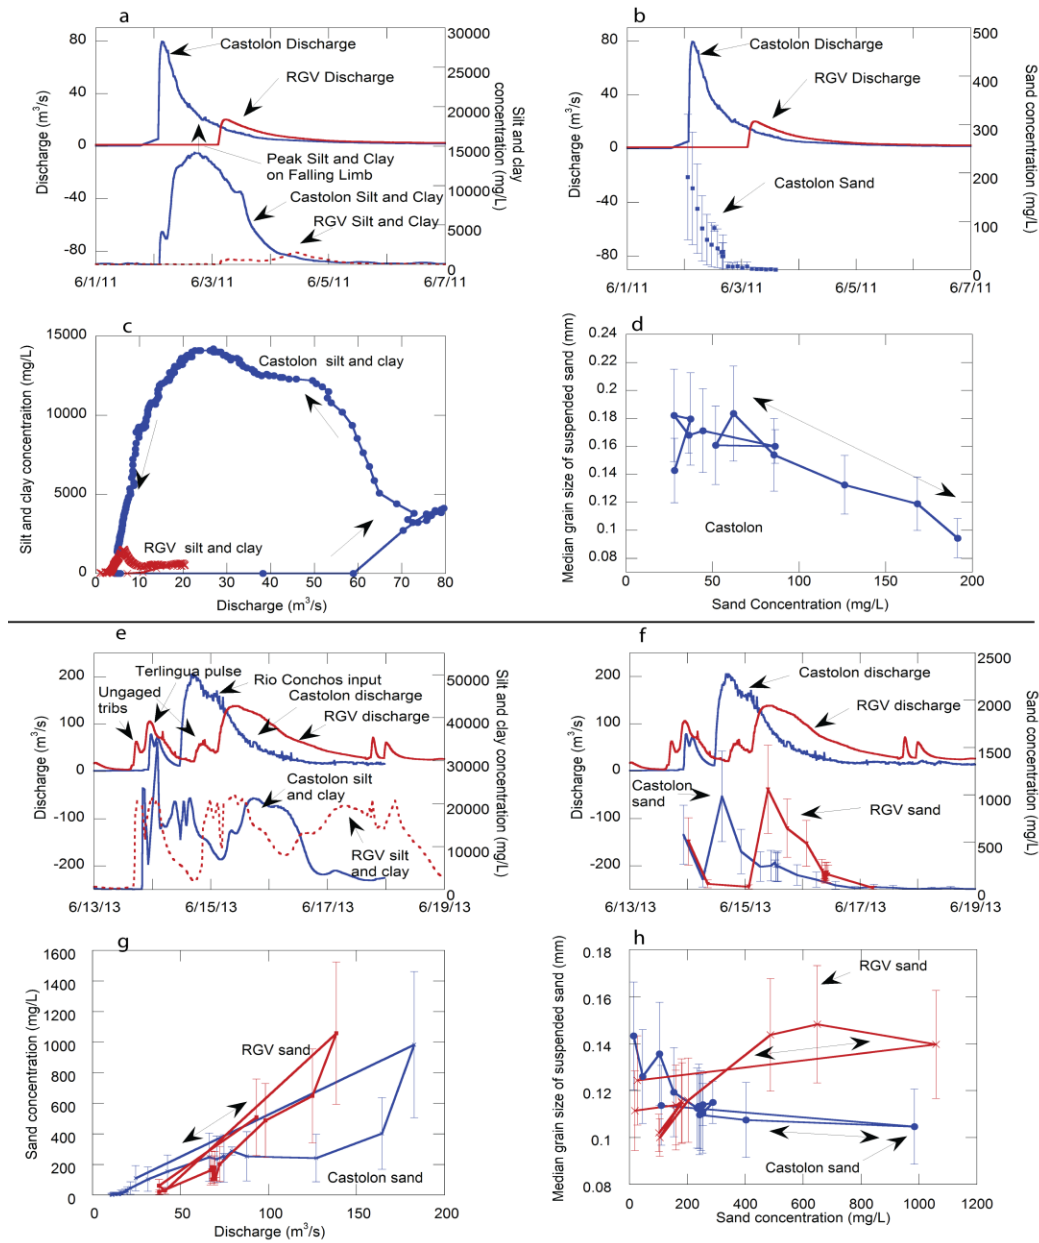 a
80
40
0
-40
-80
Discharge (m³/s)
30000
25000
20000
15000
10000
5000
0
Silt and clay
concentration (mg/L)
Castolon Discharge
RGV Discharge
Peak Silt and Clay
on Falling Limb
Castolon Silt and Clay
RGV Silt and Clay
6/1/11 6/3/11 6/5/11 6/7/11
b
80
40
0
-40
-80
Discharge (m³/s)
500
400
300
200
100
0
Sand concentration (mg/L)
Castolon Discharge
RGV Discharge
Castolon Sand
6/1/11 6/3/11 6/5/11 6/7/11
c
15000
10000
5000
0
Silt and clay concentraiton (mg/L)
Castolon silt and clay
RGV silt and clay
0 10 20 30 40 50 60 70 80
Discharge (m³/s)
d
0.24
0.22
0.2
0.18
0.16
0.14
0.12
0.1
0.08
Median grain size of suspended sand (mm)
Castolon
0 50 100 150 200
Sand Concentration (mg/L)
e
200
100
0
-100
-200
Discharge (m³/s)
50000
40000
30000
20000
10000
0
Silt and clay concentration (mg/L)
Terlingua pulse
Ungaged
tribs
Rio Conchos input
Castolon discharge
RGV discharge
Castolon silt
and clay
RGV silt
and clay
6/13/13 6/15/13 6/17/13 6/19/13
f
200
100
0
-100
-200
Discharge (m³/s)
2500
2000
1500
1000
500
0
Sand concentration (mg/L)
Castolon discharge
RGV discharge
Castolon
sand
RGV sand
6/13/13 6/15/13 6/17/13 6/19/13
g
1600
1400
1200
1000
800
600
400
200
0
Sand concentration (mg/L)
RGV sand
Castolon sand
0 50 100 150 200
Discharge (m³/s)
h
0.18
0.16
0.14
0.12
0.1
0.08
Median grain size of suspended sand (mm)
RGV sand
Castolon sand
0 200 400 600 800 1000 1200
Sand concentration (mg/L)